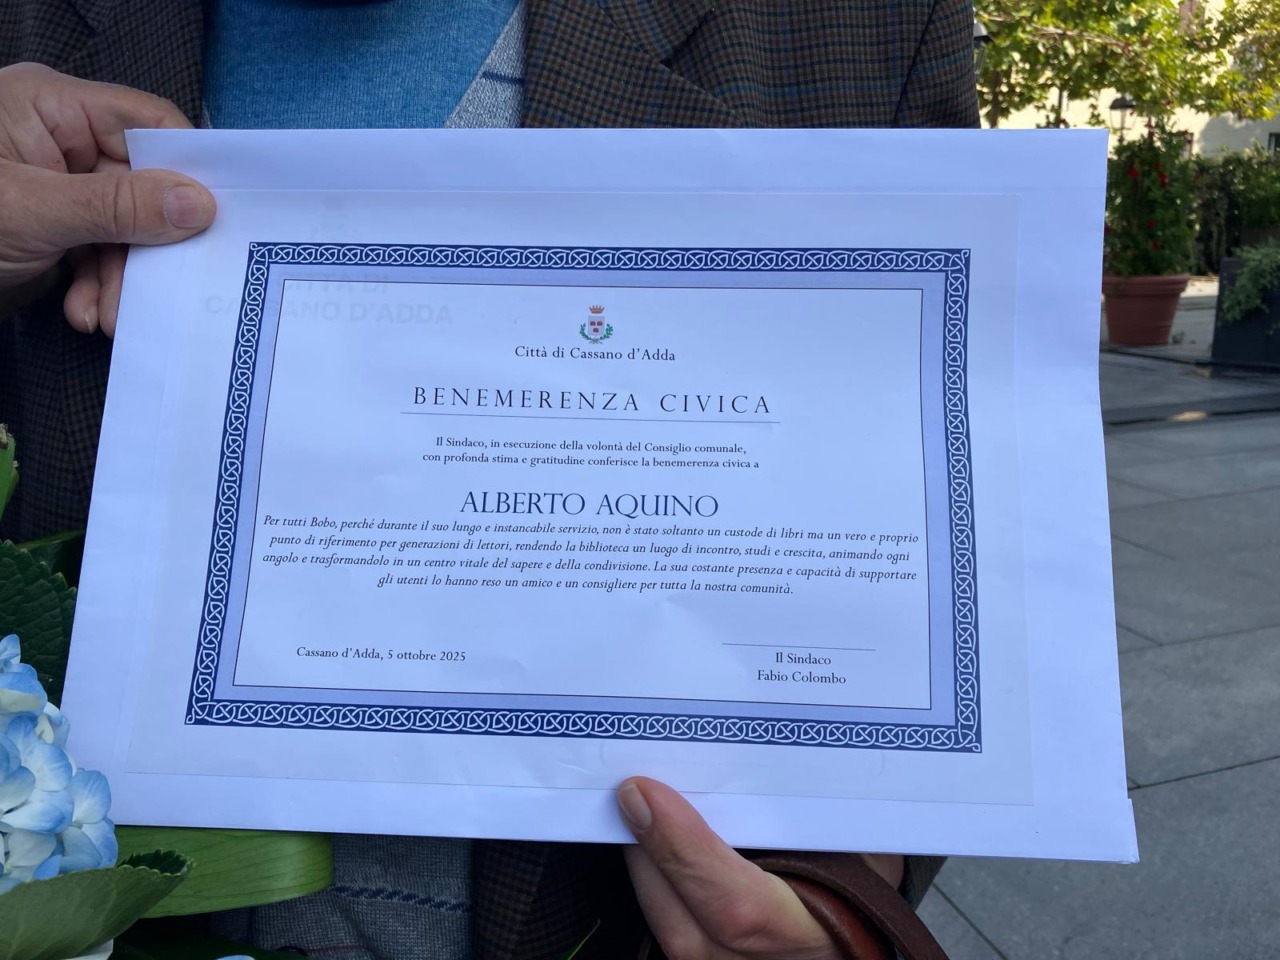 CITTÀ DI
CASSANO D'ADDA
Città di Cassano d'Adda
BENEMERENZA CIVICA
Il Sindaco, in esecuzione della volontà del Consiglio comunale,
con profonda stima e gratitudine conferisce la benemerenza civica a
ALBERTO AQUINO
Per tutti Bobo, perché durante il suo lungo e instancabile servizio, non è stato soltanto un custode di libri ma un vero e proprio
punto di riferimento per generazioni di lettori, rendendo la biblioteca un luogo di incontro, studi e crescita, animando ogni
angolo e trasformandolo in un centro vitale del sapere e della condivisione. La sua costante presenza e capacità di supportare
gli utenti lo hanno reso un amico e un consigliere per tutta la nostra comunità.
Cassano d'Adda, 5 ottobre 2025
Il Sindaco
Fabio Colombo